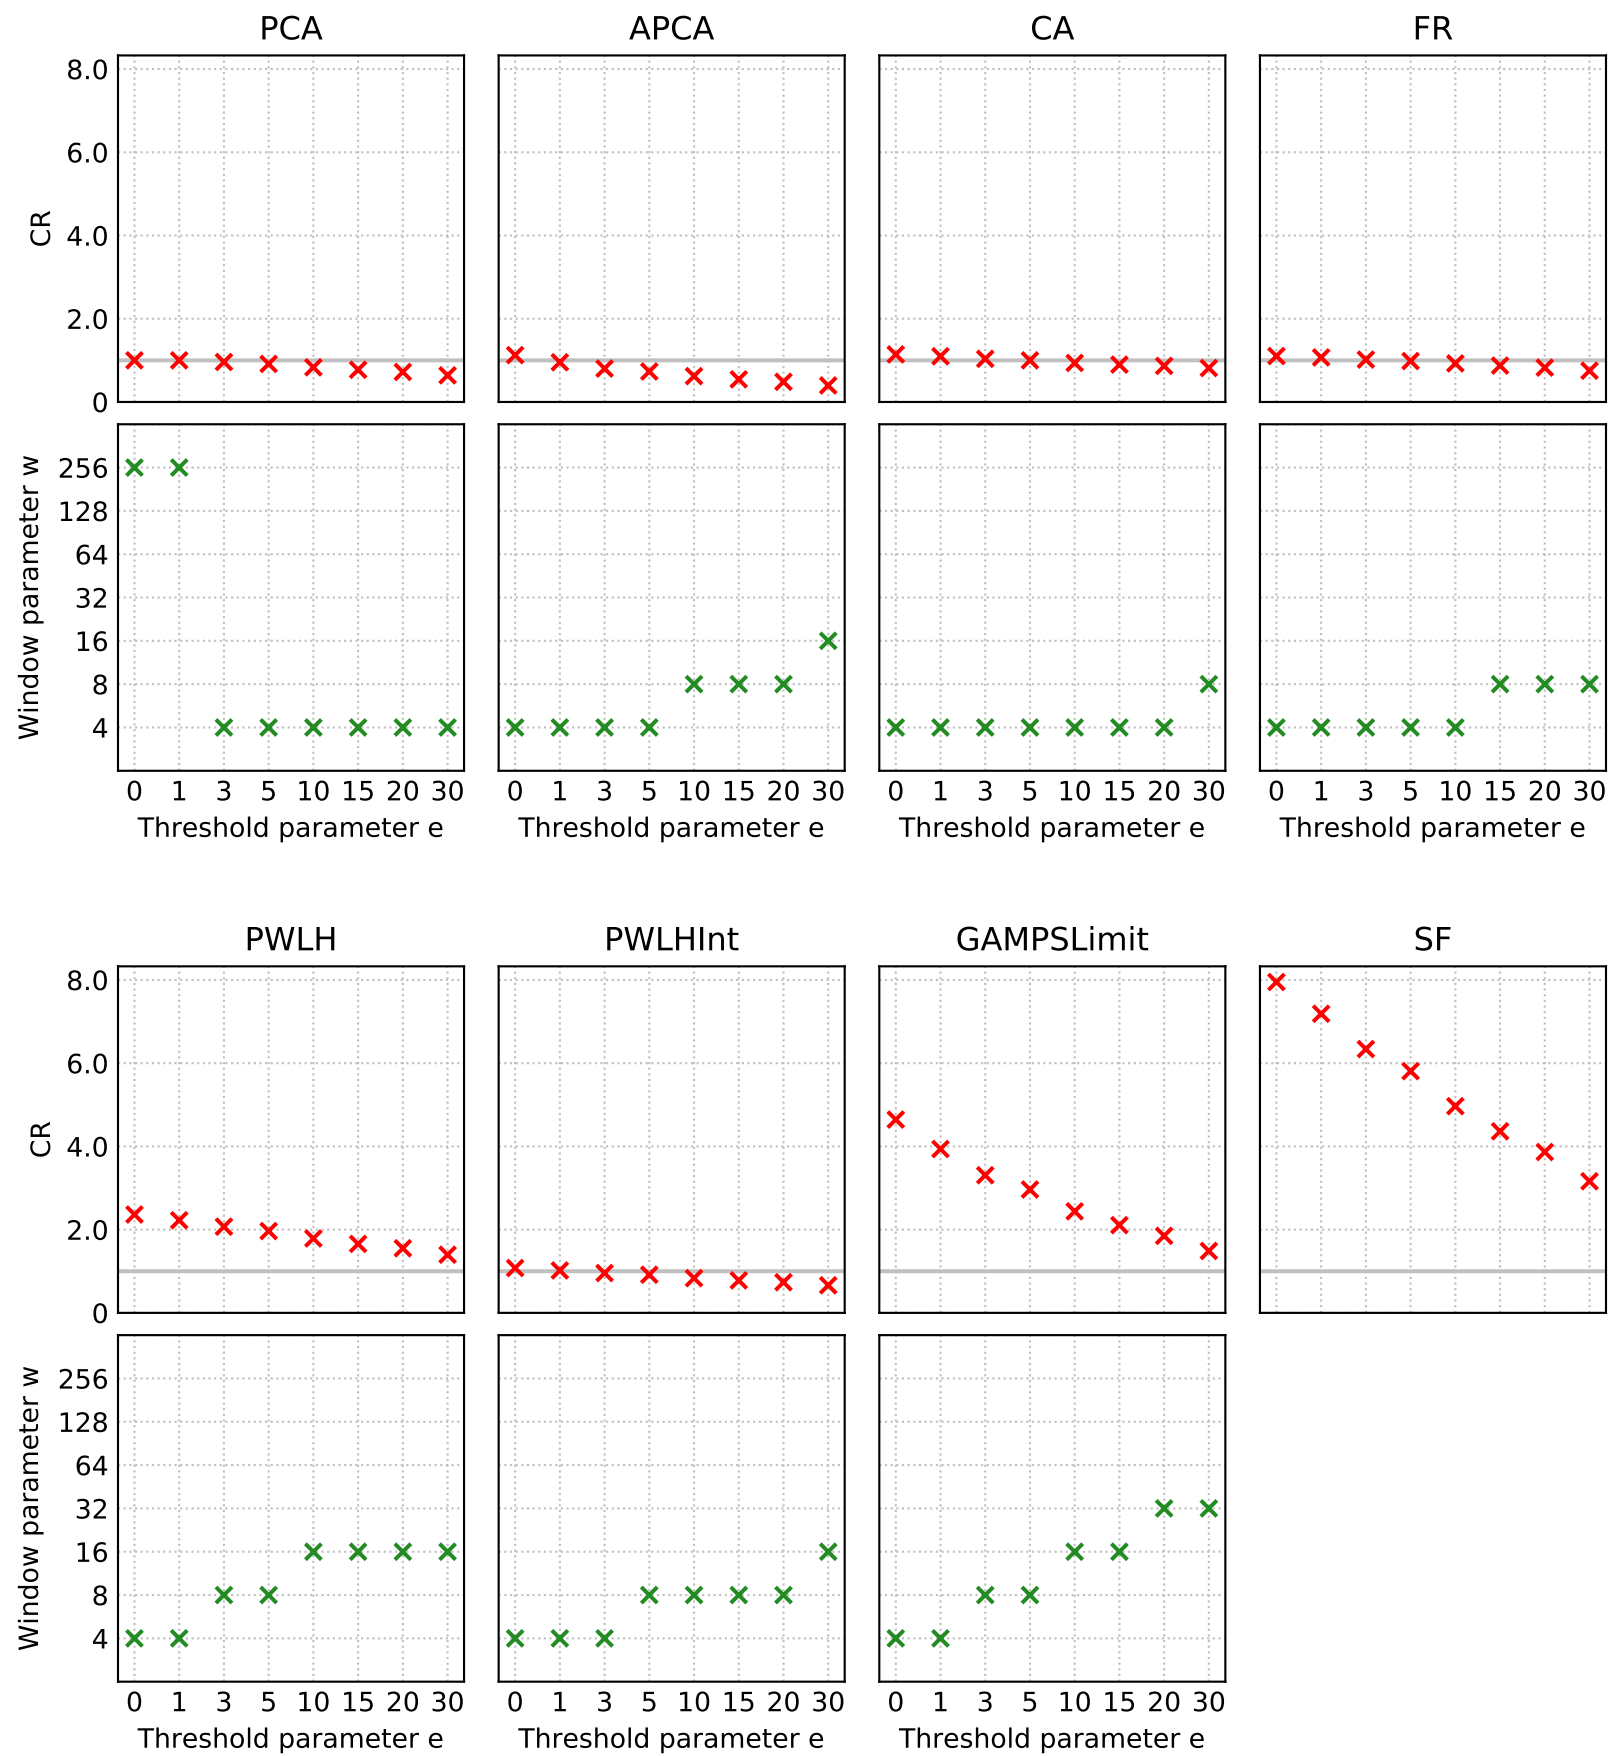 PCA APCA CA FR
8.0
6.0
4.0
2.0
0
CR
256
128
64
32
16
8
4
Window parameter w
0 1 3 5 10 15 20 30 0 1 3 5 10 15 20 30 0 1 3 5 10 15 20 30 0 1 3 5 10 15 20 30
Threshold parameter e Threshold parameter e Threshold parameter e Threshold parameter e
PWLH PWLHInt GAMPSLimit SF
8.0
6.0
4.0
2.0
0
CR
256
128
64
32
16
8
4
Window parameter w
0 1 3 5 10 15 20 30 0 1 3 5 10 15 20 30 0 1 3 5 10 15 20 30
Threshold parameter e Threshold parameter e Threshold parameter e